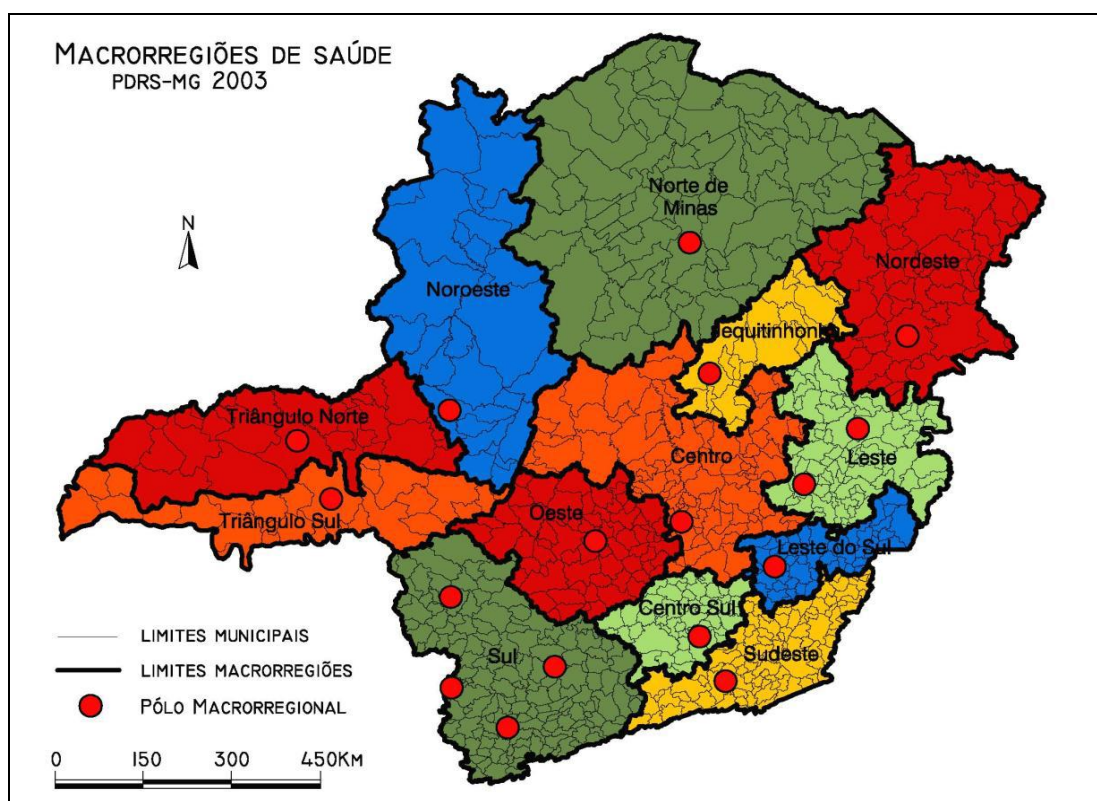 MACRORREGIÕES DE SAÚDE
PDRS-MG 2003
N
Norte de
Minas
Noroeste
Nordeste
Jequitinhonha
Triângulo Norte
Centro
Leste
Triângulo Sul
Oeste
Leste do Sul
Centro Sul
Sul
Sudeste
LIMITES MUNICIPAIS
LIMITES MACRORREGIÕES
PÓLO MACRORREGIONAL
0 150 300 450KM